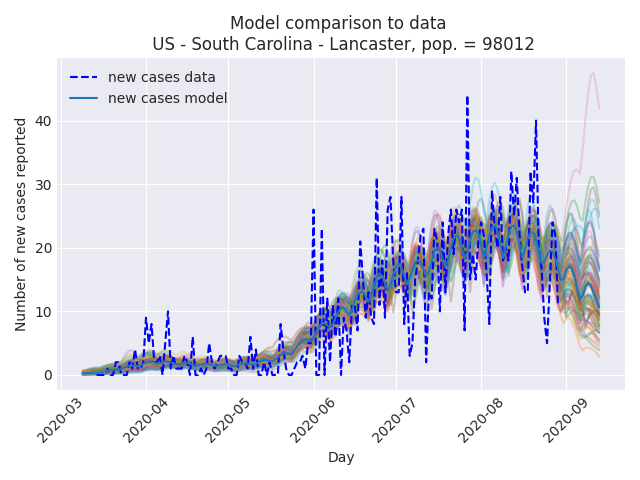 Model comparison to data
US - South Carolina - Lancaster, pop. = 98012
new cases data
new cases model
Number of new cases reported
40
30
20
10
0
2020-03
2020-04
2020-05
2020-06
2020-07
2020-08
2020-09
Day